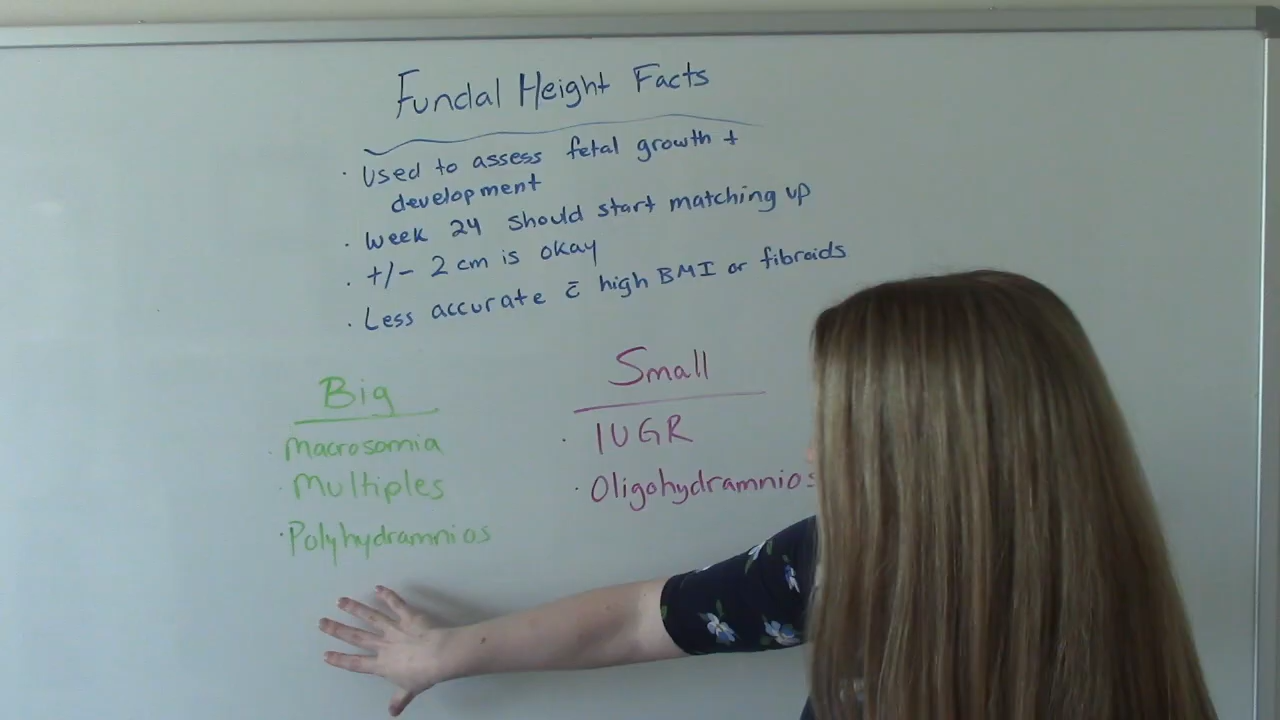 Fundal Height Facts
· Used to assess fetal growth +
development
· Week 24 should start matching up
· +/- 2 cm is okay
· Less accurate c̄ high BMI or fibroids
Big
· Macrosomia
· Multiples
· Polyhydramnios
Small
· IUGR
· Oligohydramnios